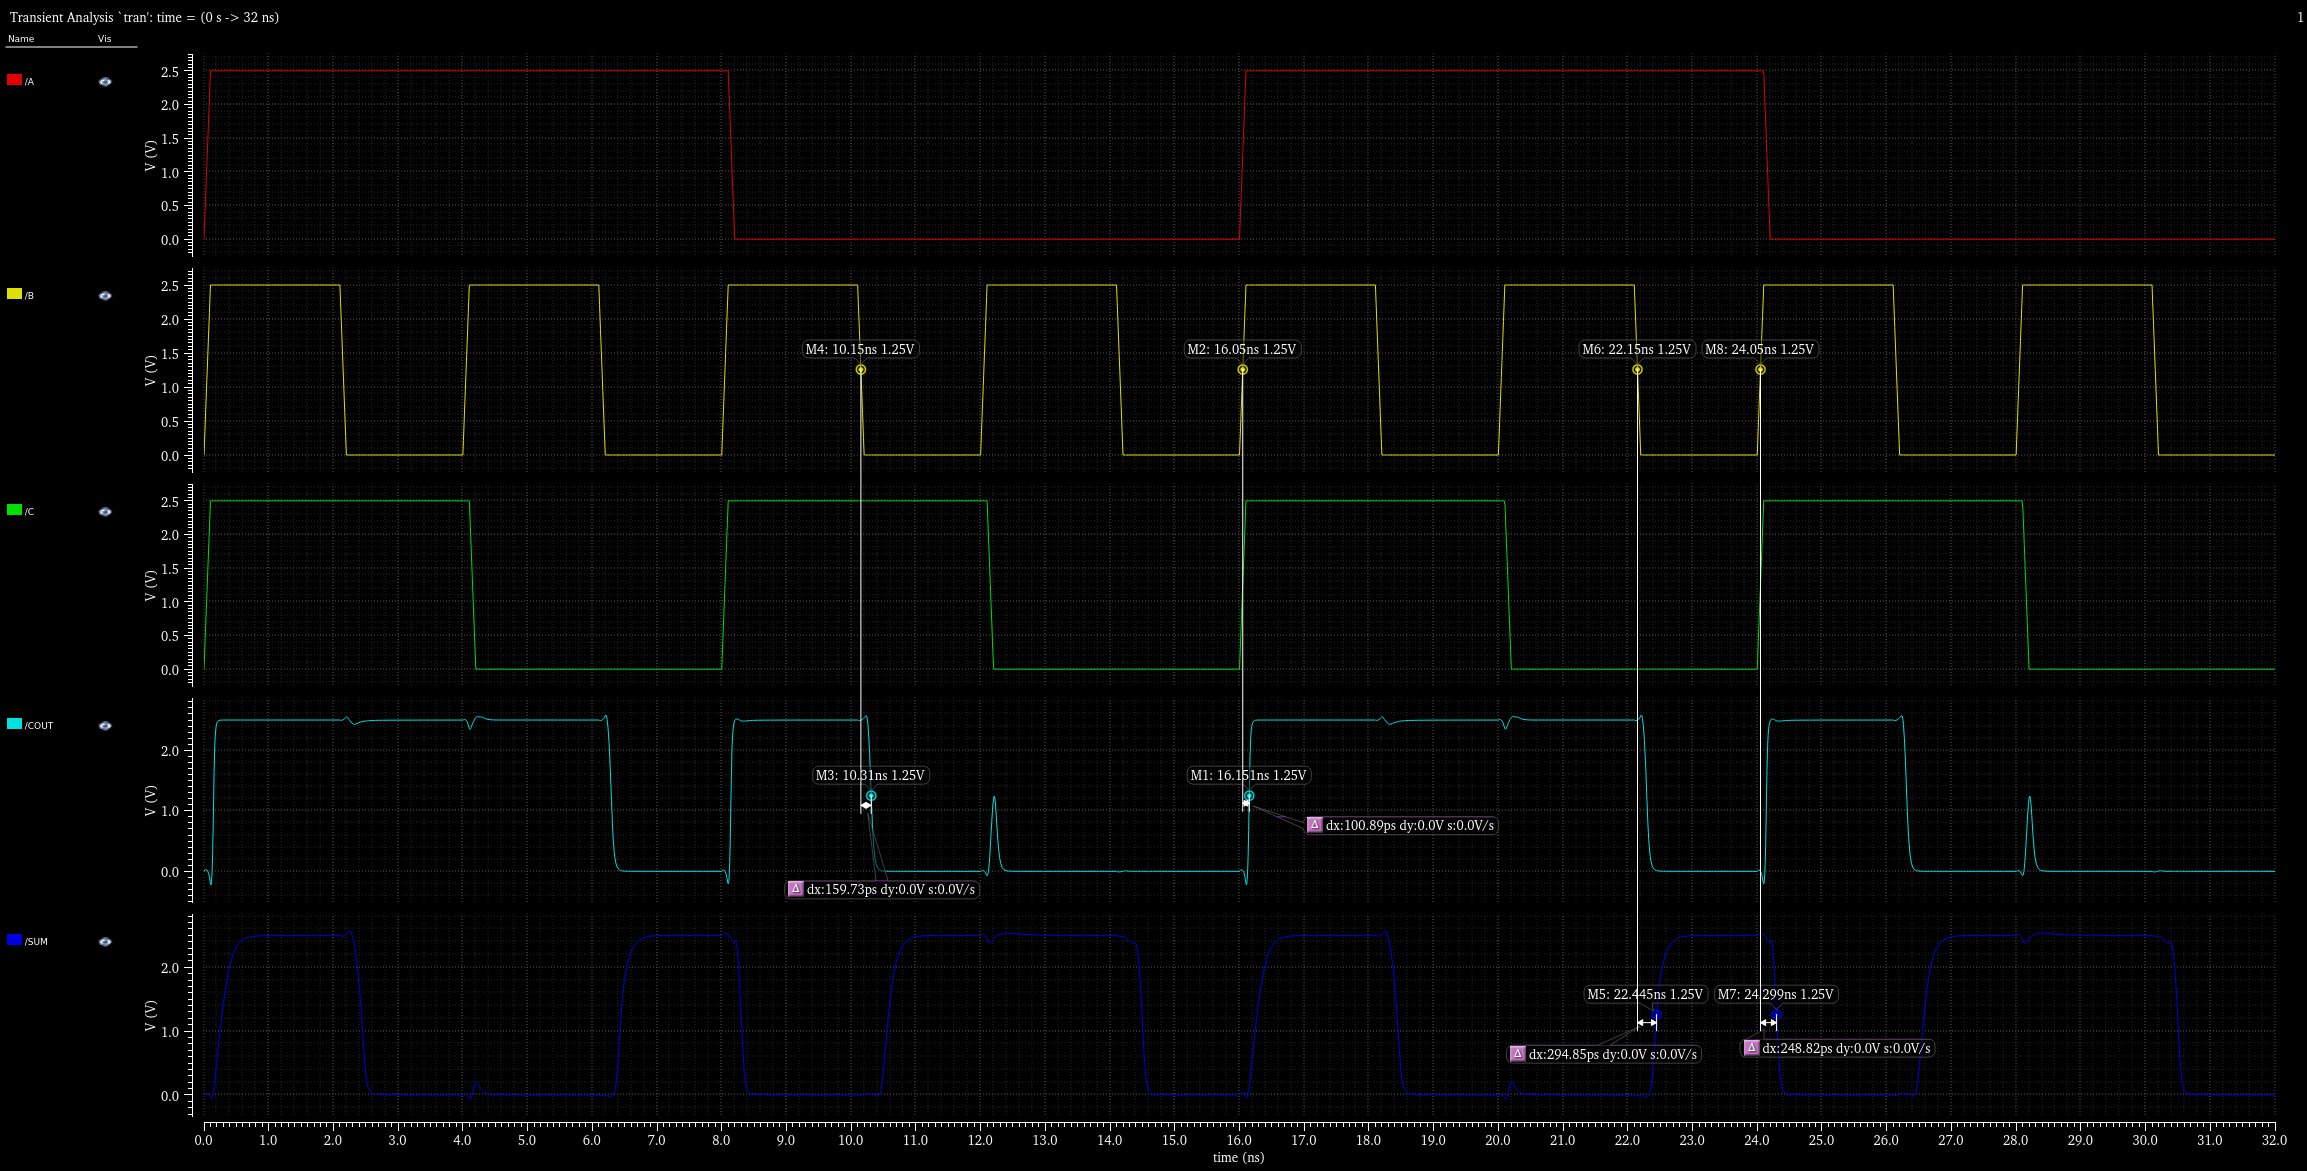 Transient Analysis `tran': time = (0 s -> 32 ns)
1
Name Vis
/A
2.5
2.0
1.5
1.0
0.5
0.0
V (V)
/B
2.5
2.0
1.5
1.0
0.5
0.0
V (V)
M4: 10.15ns 1.25V
M2: 16.05ns 1.25V
M6: 22.15ns 1.25V
M8: 24.05ns 1.25V
/C
2.5
2.0
1.5
1.0
0.5
0.0
V (V)
/COUT
2.0
1.0
0.0
V (V)
M3: 10.31ns 1.25V
M1: 16.151ns 1.25V
Δ dx:100.89ps dy:0.0V s:0.0V/s
Δ dx:159.73ps dy:0.0V s:0.0V/s
/SUM
2.0
1.0
0.0
V (V)
M5: 22.445ns 1.25V
M7: 24.299ns 1.25V
Δ dx:294.85ps dy:0.0V s:0.0V/s
Δ dx:248.82ps dy:0.0V s:0.0V/s
0.0 1.0 2.0 3.0 4.0 5.0 6.0 7.0 8.0 9.0 10.0 11.0 12.0 13.0 14.0 15.0 16.0 17.0 18.0 19.0 20.0 21.0 22.0 23.0 24.0 25.0 26.0 27.0 28.0 29.0 30.0 31.0 32.0
time (ns)